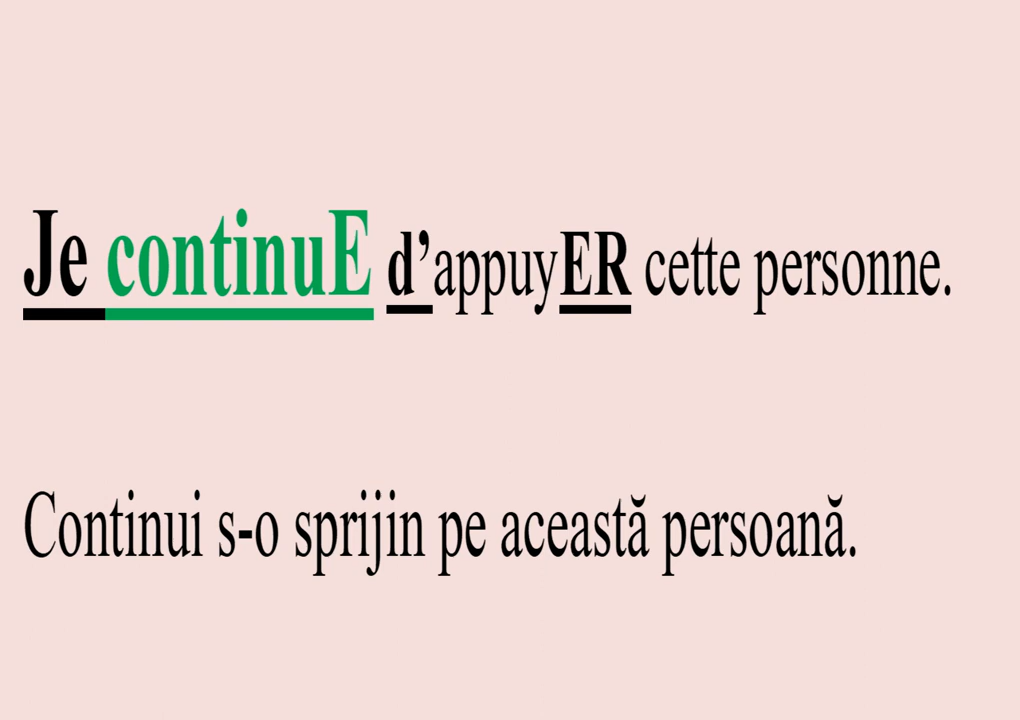 Je continuE d’appuyER cette personne.
Continui s-o sprijin pe această persoană.